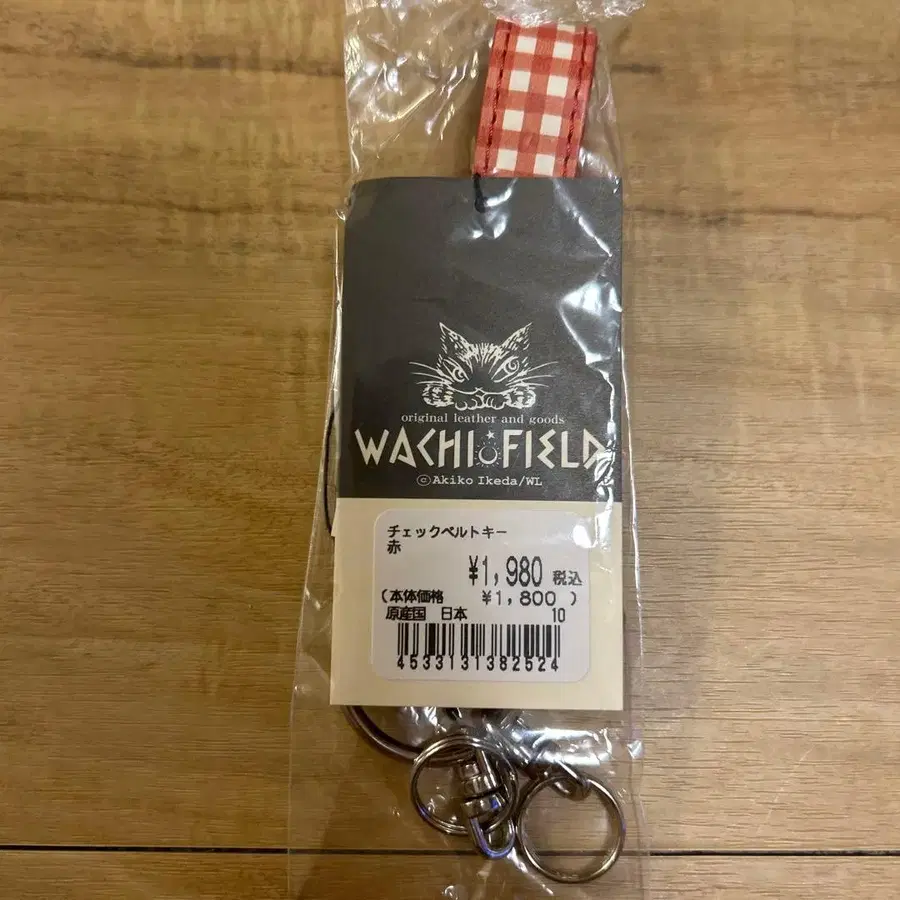 original leather and goods
WACHI FIELD
©Akiko Ikeda/WL
チェックベルトキー
赤
¥1,980 税込
(本体価格 ¥1,800 )
原産国 日本 10
4533131382524